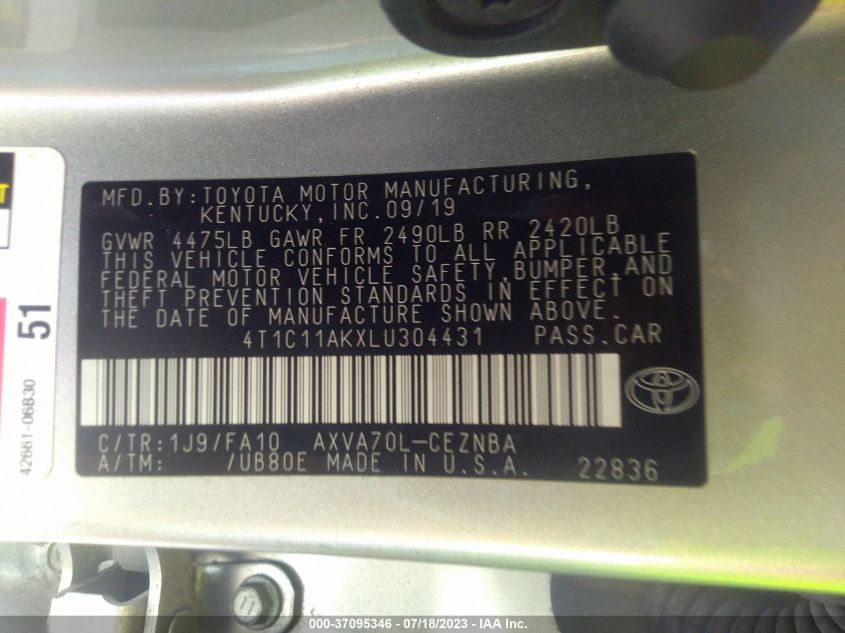 MFD.BY:TOYOTA MOTOR MANUFACTURING,
KENTUCKY,INC.09/19
GVWR 4475LB GAWR FR 2490LB RR 2420LB
THIS VEHICLE CONFORMS TO ALL APPLICABLE
FEDERAL MOTOR VEHICLE SAFETY,BUMPER,AND
THEFT PREVENTION STANDARDS IN EFFECT ON
THE DATE OF MANUFACTURE SHOWN ABOVE.
4T1C11AKXLU304431 PASS.CAR
C/TR:1J9/FA10 AXVA70L-CEZNBA
A/TM: /UB80E MADE IN U.S.A. 22836
51
42661-06B30
000-37095346 - 07/18/2023 - IAA Inc.